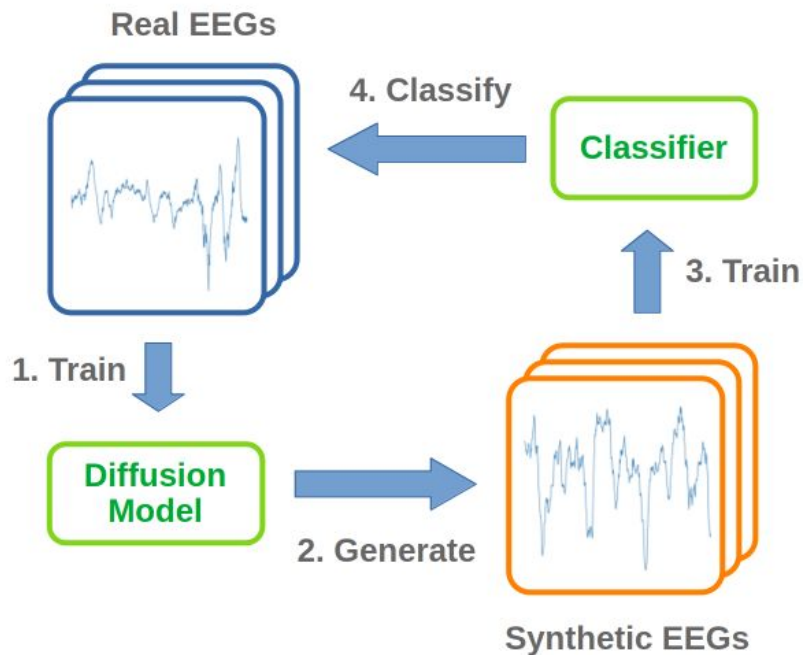 Real EEGs
4. Classify
Classifier
3. Train
1. Train
Diffusion
Model
2. Generate
Synthetic EEGs